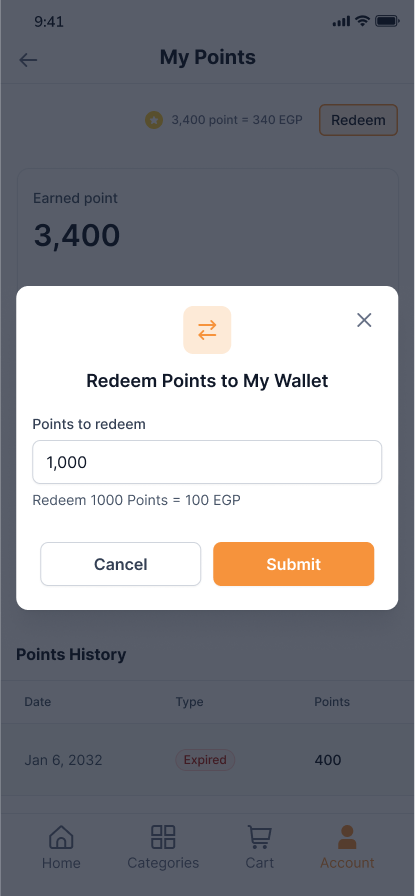 9:41
My Points
3,400 point = 340 EGP
Redeem
Earned point
3,400
Redeem Points to My Wallet
Points to redeem
1,000
Redeem 1000 Points = 100 EGP
Cancel Submit
Points History
Date Type Points
Jan 6, 2032 Expired 400
Home Categories Cart Account